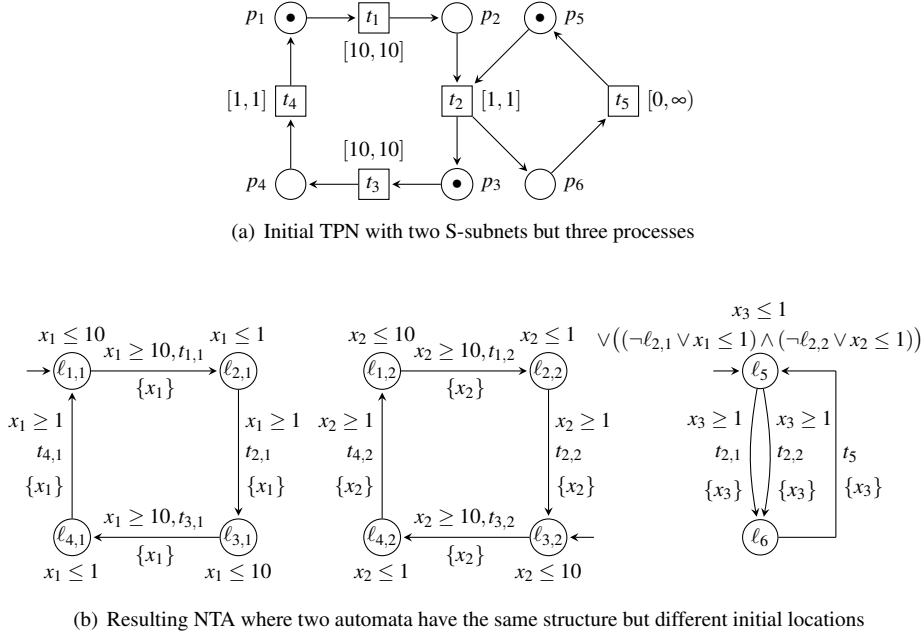 p1 t1 p2 p5
[10, 10]
[1, 1] t4 t2 [1, 1] t5 [0, ∞)
[10, 10]
p4 t3 p3 p6
(a) Initial TPN with two S-subnets but three processes
x1 ≤ 10 x1 ≤ 1
x1 ≥ 10, t1,1
ℓ1,1 ℓ2,1
{x1}
x1 ≥ 1 x1 ≥ 1
t4,1 t2,1
{x1} {x1}
x1 ≥ 10, t3,1
ℓ4,1 ℓ3,1
{x1}
x1 ≤ 1 x1 ≤ 10
x2 ≤ 10 x2 ≤ 1
x2 ≥ 10, t1,2
ℓ1,2 ℓ2,2
{x2}
x2 ≥ 1 x2 ≥ 1
t4,2 t2,2
{x2} {x2}
x2 ≥ 10, t3,2
ℓ4,2 ℓ3,2
{x2}
x2 ≤ 1 x2 ≤ 10
x3 ≤ 1
∨((¬ℓ2,1 ∨ x1 ≤ 1) ∧ (¬ℓ2,2 ∨ x2 ≤ 1))
ℓ5
x3 ≥ 1 x3 ≥ 1
t2,1 t2,2 t5
{x3} {x3} {x3}
ℓ6
(b) Resulting NTA where two automata have the same structure but different initial locations